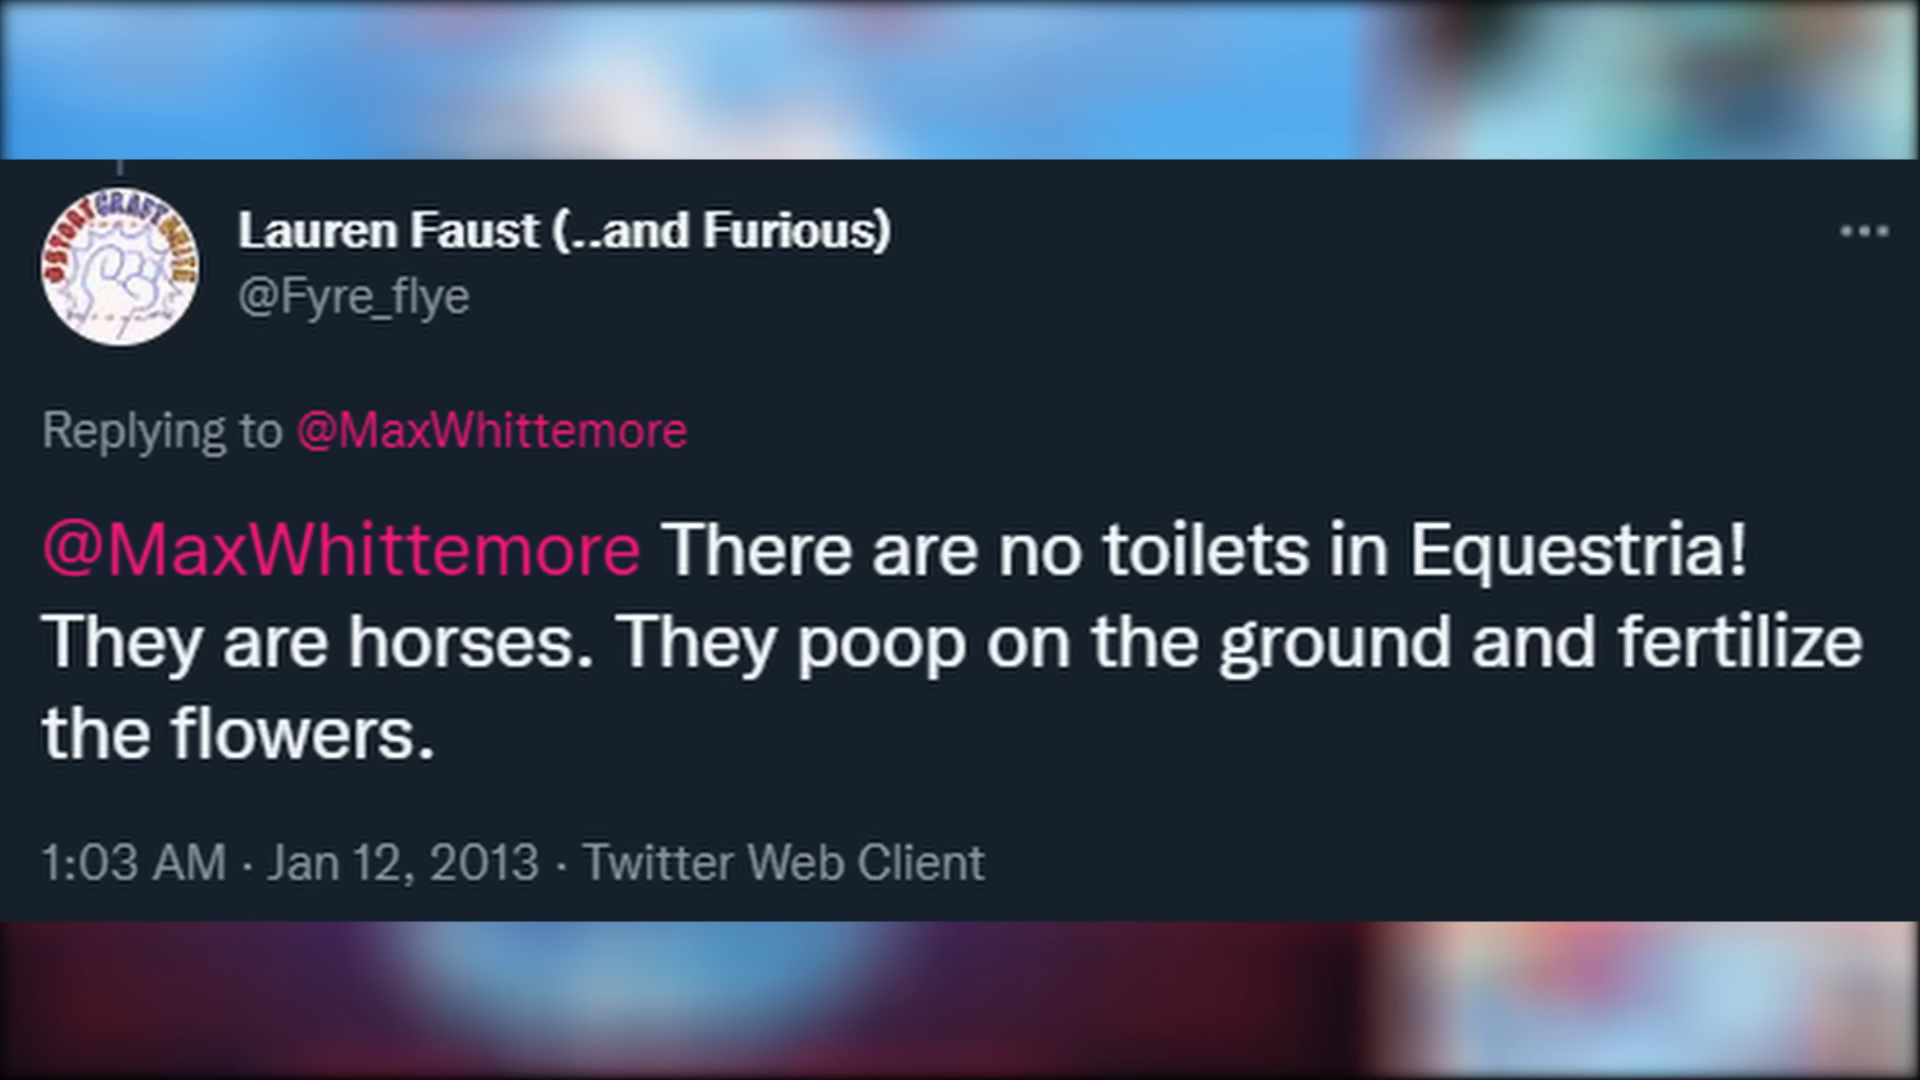 Lauren Faust (..and Furious)
@Fyre_flye
Replying to @MaxWhittemore
@MaxWhittemore There are no toilets in Equestria!
They are horses. They poop on the ground and fertilize
the flowers.
1:03 AM · Jan 12, 2013 · Twitter Web Client